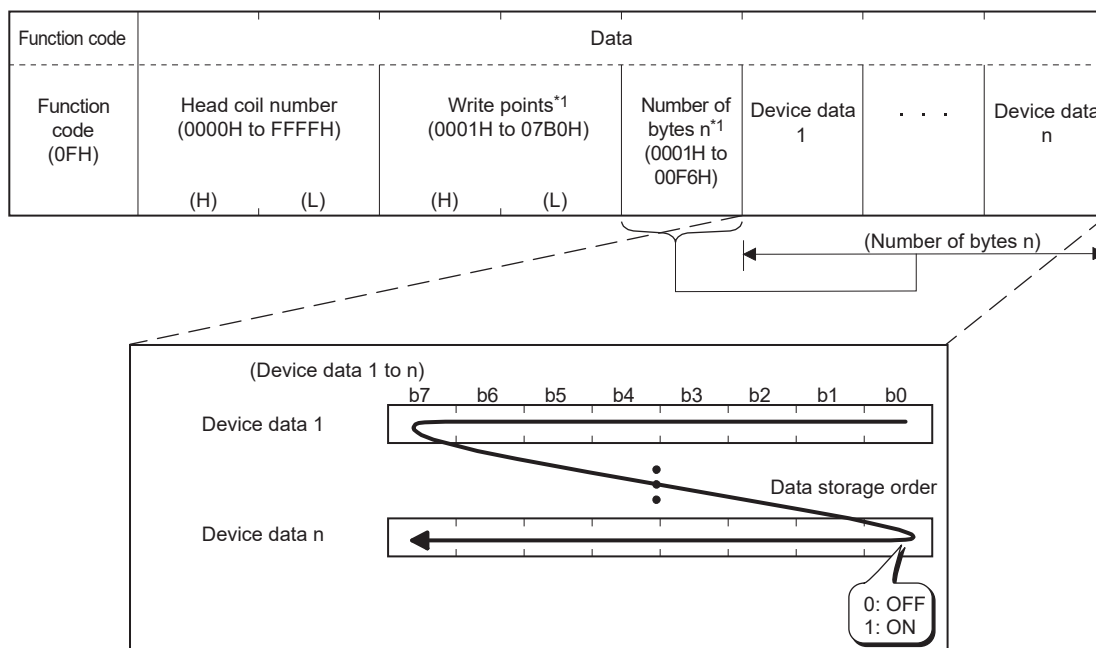 Function code Data
Function code (0FH)
Head coil number (0000H to FFFFH)
(H) (L)
Write points*1 (0001H to 07B0H)
(H) (L)
Number of bytes n*1 (0001H to 00F6H)
Device data 1
. . .
Device data n
(Number of bytes n)
(Device data 1 to n)
b7 b6 b5 b4 b3 b2 b1 b0
Device data 1
Data storage order
Device data n
0: OFF
1: ON